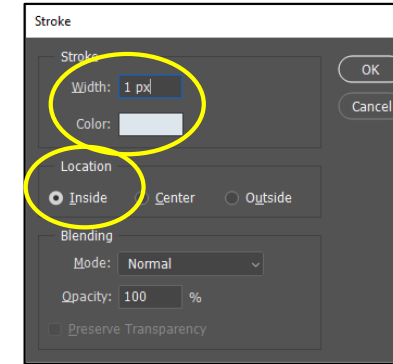 Stroke
Stroke
Width: 1 px
Color:
OK
Cancel
Location
Inside Center Outside
Blending
Mode: Normal
Opacity: 100 %
Preserve Transparency